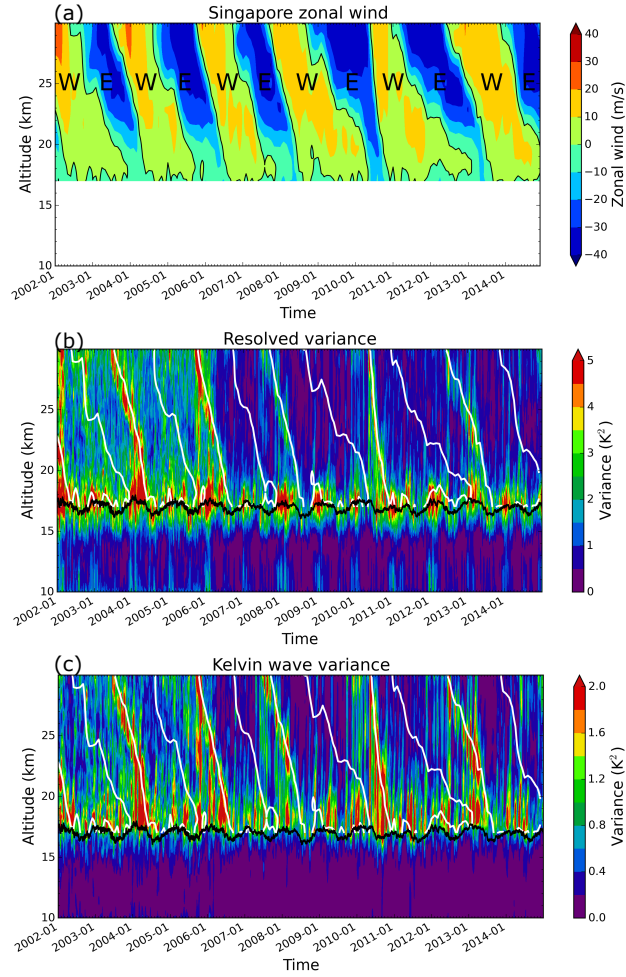 (a)
Singapore zonal wind
Altitude (km)
25
20
15
10
W E W E W E W E W E W E
2002-01 2003-01 2004-01 2005-01 2006-01 2007-01 2008-01 2009-01 2010-01 2011-01 2012-01 2013-01 2014-01
Time
40
30
20
10
0
−10
−20
−30
−40
Zonal wind (m/s)
(b)
Resolved variance
Altitude (km)
25
20
15
10
2002-01 2003-01 2004-01 2005-01 2006-01 2007-01 2008-01 2009-01 2010-01 2011-01 2012-01 2013-01 2014-01
Time
5
4
3
2
1
0
Variance (K²)
(c)
Kelvin wave variance
Altitude (km)
25
20
15
10
2002-01 2003-01 2004-01 2005-01 2006-01 2007-01 2008-01 2009-01 2010-01 2011-01 2012-01 2013-01 2014-01
Time
2.0
1.6
1.2
0.8
0.4
0.0
Variance (K²)